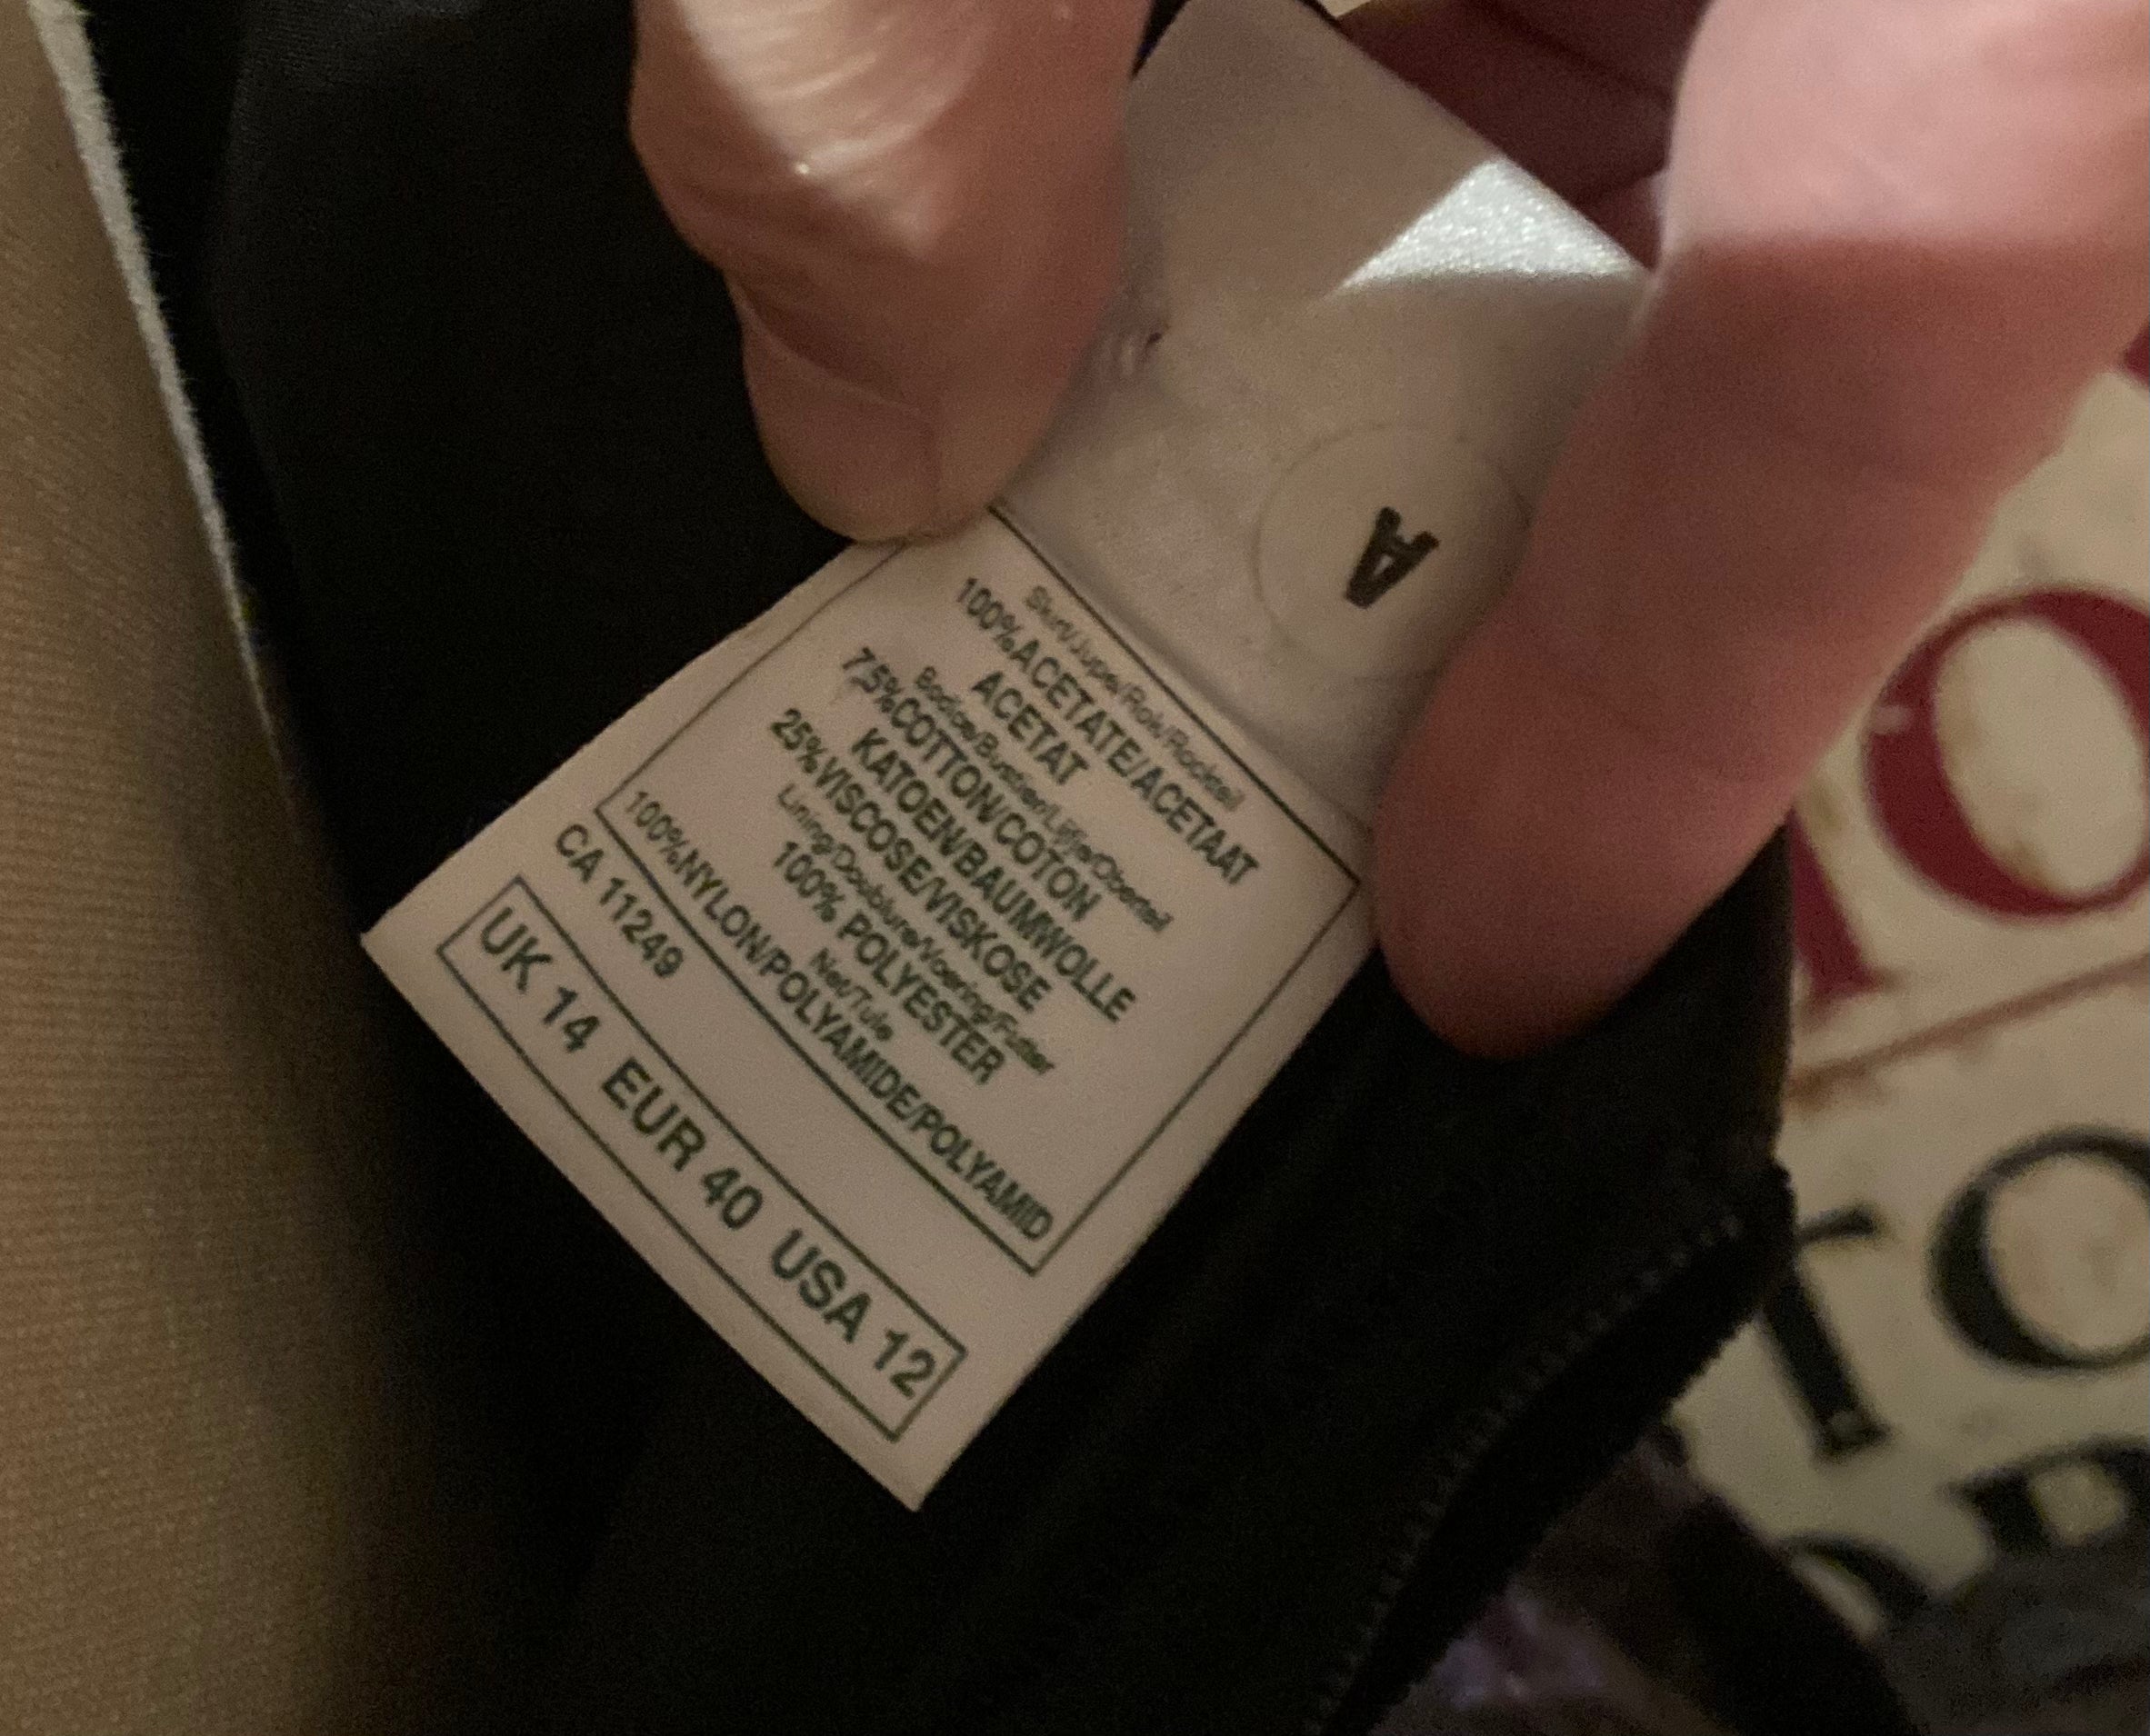 A
Skirt/Jupe/Rok/Rockteil
100%ACETATE/ACETAAT
ACETAT
Bodice/Bustier/Lijfje/Oberteil
75%COTTON/COTON
KATOEN/BAUMWOLLE
25%VISCOSE/VISKOSE
Lining/Doublure/Voering/Futter
100% POLYESTER
Net/Tule
100%NYLON/POLYAMIDE/POLYAMID
CA 11249
UK 14 EUR 40 USA 12
O